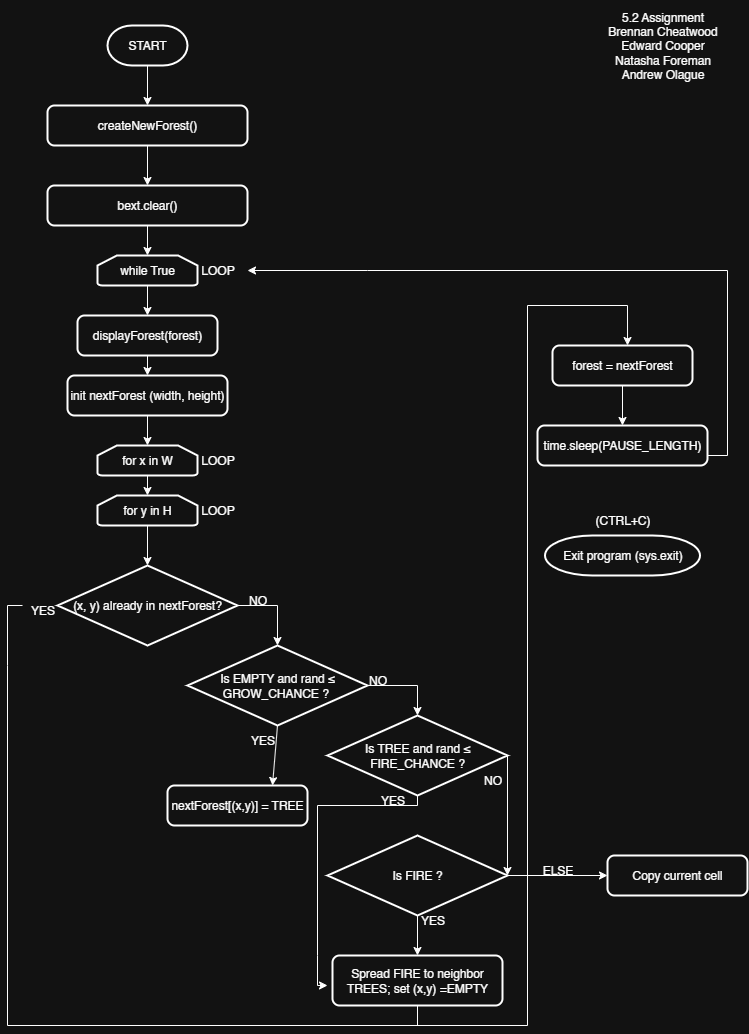 5.2 Assignment
Brennan Cheatwood
Edward Cooper
Natasha Foreman
Andrew Olague
START
createNewForest()
bext.clear()
while True
LOOP
displayForest(forest)
forest = nextForest
init nextForest (width, height)
time.sleep(PAUSE_LENGTH)
for x in W
LOOP
for y in H
LOOP
(CTRL+C)
Exit program (sys.exit)
YES
(x, y) already in nextForest?
NO
Is EMPTY and rand ≤
GROW_CHANCE ?
NO
YES
Is TREE and rand ≤
FIRE_CHANCE ?
NO
YES
nextForest[(x,y)] = TREE
Is FIRE ?
ELSE
Copy current cell
YES
Spread FIRE to neighbor
TREES; set (x,y) =EMPTY